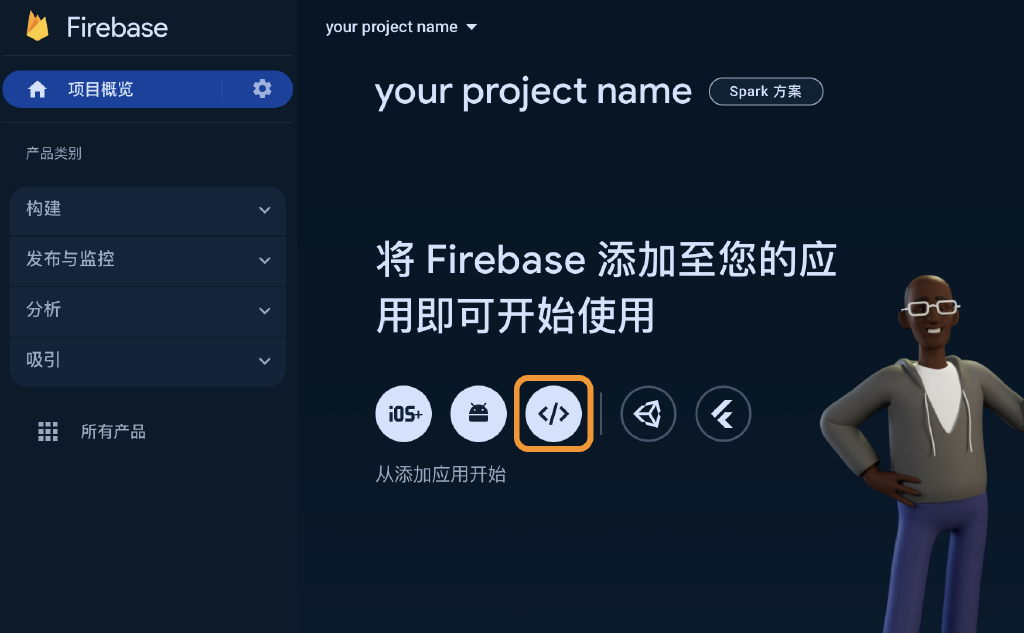 Firebase
your project name
项目概览
your project name
Spark 方案
产品类别
构建
发布与监控
分析
吸引
所有产品
将 Firebase 添加至您的应
用即可开始使用
iOS+
</>
从添加应用开始